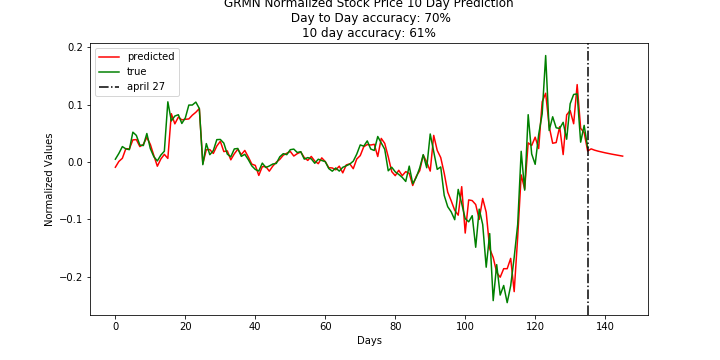 GRMN Normalized Stock Price 10 Day Prediction
Day to Day accuracy: 70%
10 day accuracy: 61%
predicted
true
april 27
Normalized Values
0.2
0.1
0.0
−0.1
−0.2
0 20 40 60 80 100 120 140
Days